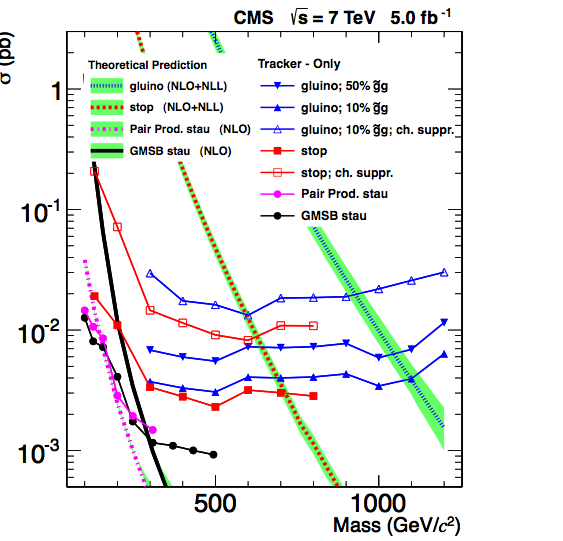 CMS √s = 7 TeV 5.0 fb⁻¹
σ (pb)
Theoretical Prediction
gluino (NLO+NLL)
stop (NLO+NLL)
Pair Prod. stau (NLO)
GMSB stau (NLO)
Tracker - Only
gluino; 50% g̃g
gluino; 10% g̃g
gluino; 10% g̃g; ch. suppr.
stop
stop; ch. suppr.
Pair Prod. stau
GMSB stau
1
10⁻¹
10⁻²
10⁻³
500 1000
Mass (GeV/c²)